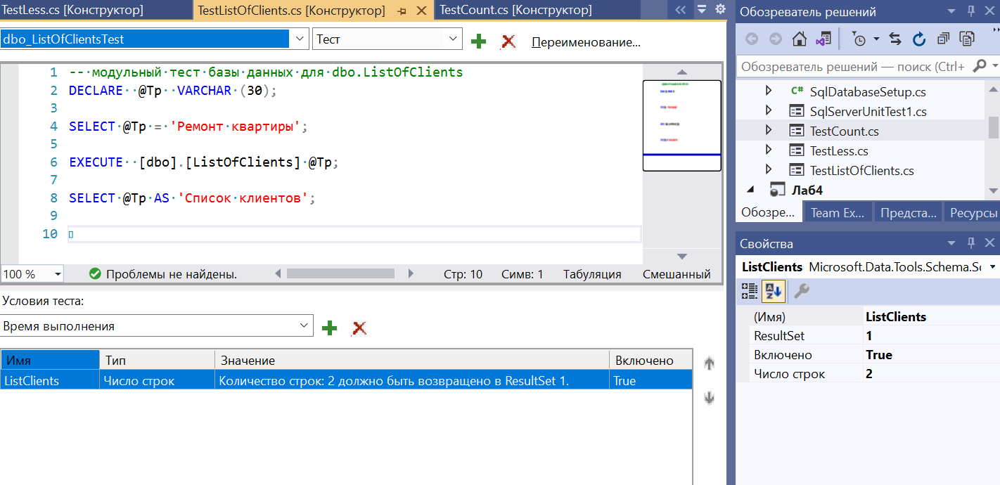 TestLess.cs [Конструктор]
TestListOfClients.cs [Конструктор]
TestCount.cs [Конструктор]
dbo_ListOfClientsTest
Тест
Переименование...
1 -- модульный тест базы данных для dbo.ListOfClients
2 DECLARE @Tp VARCHAR (30);
3
4 SELECT @Tp = 'Ремонт квартиры';
5
6 EXECUTE [dbo].[ListOfClients] @Tp;
7
8 SELECT @Tp AS 'Список клиентов';
9
10
100 % Проблемы не найдены. Стр: 10 Симв: 1 Табуляция Смешанный
Условия теста:
Время выполнения
Имя Тип Значение Включено
ListClients Число строк Количество строк: 2 должно быть возвращено в ResultSet 1. True
Обозреватель решений
Обозреватель решений — поиск (Ctrl+
C# SqlDatabaseSetup.cs
SqlServerUnitTest1.cs
TestCount.cs
TestLess.cs
TestListOfClients.cs
Лаб4
Обозре... Team Ex... Предста... Ресурсы
Свойства
ListClients Microsoft.Data.Tools.Schema.Sc
(Имя) ListClients
ResultSet 1
Включено True
Число строк 2